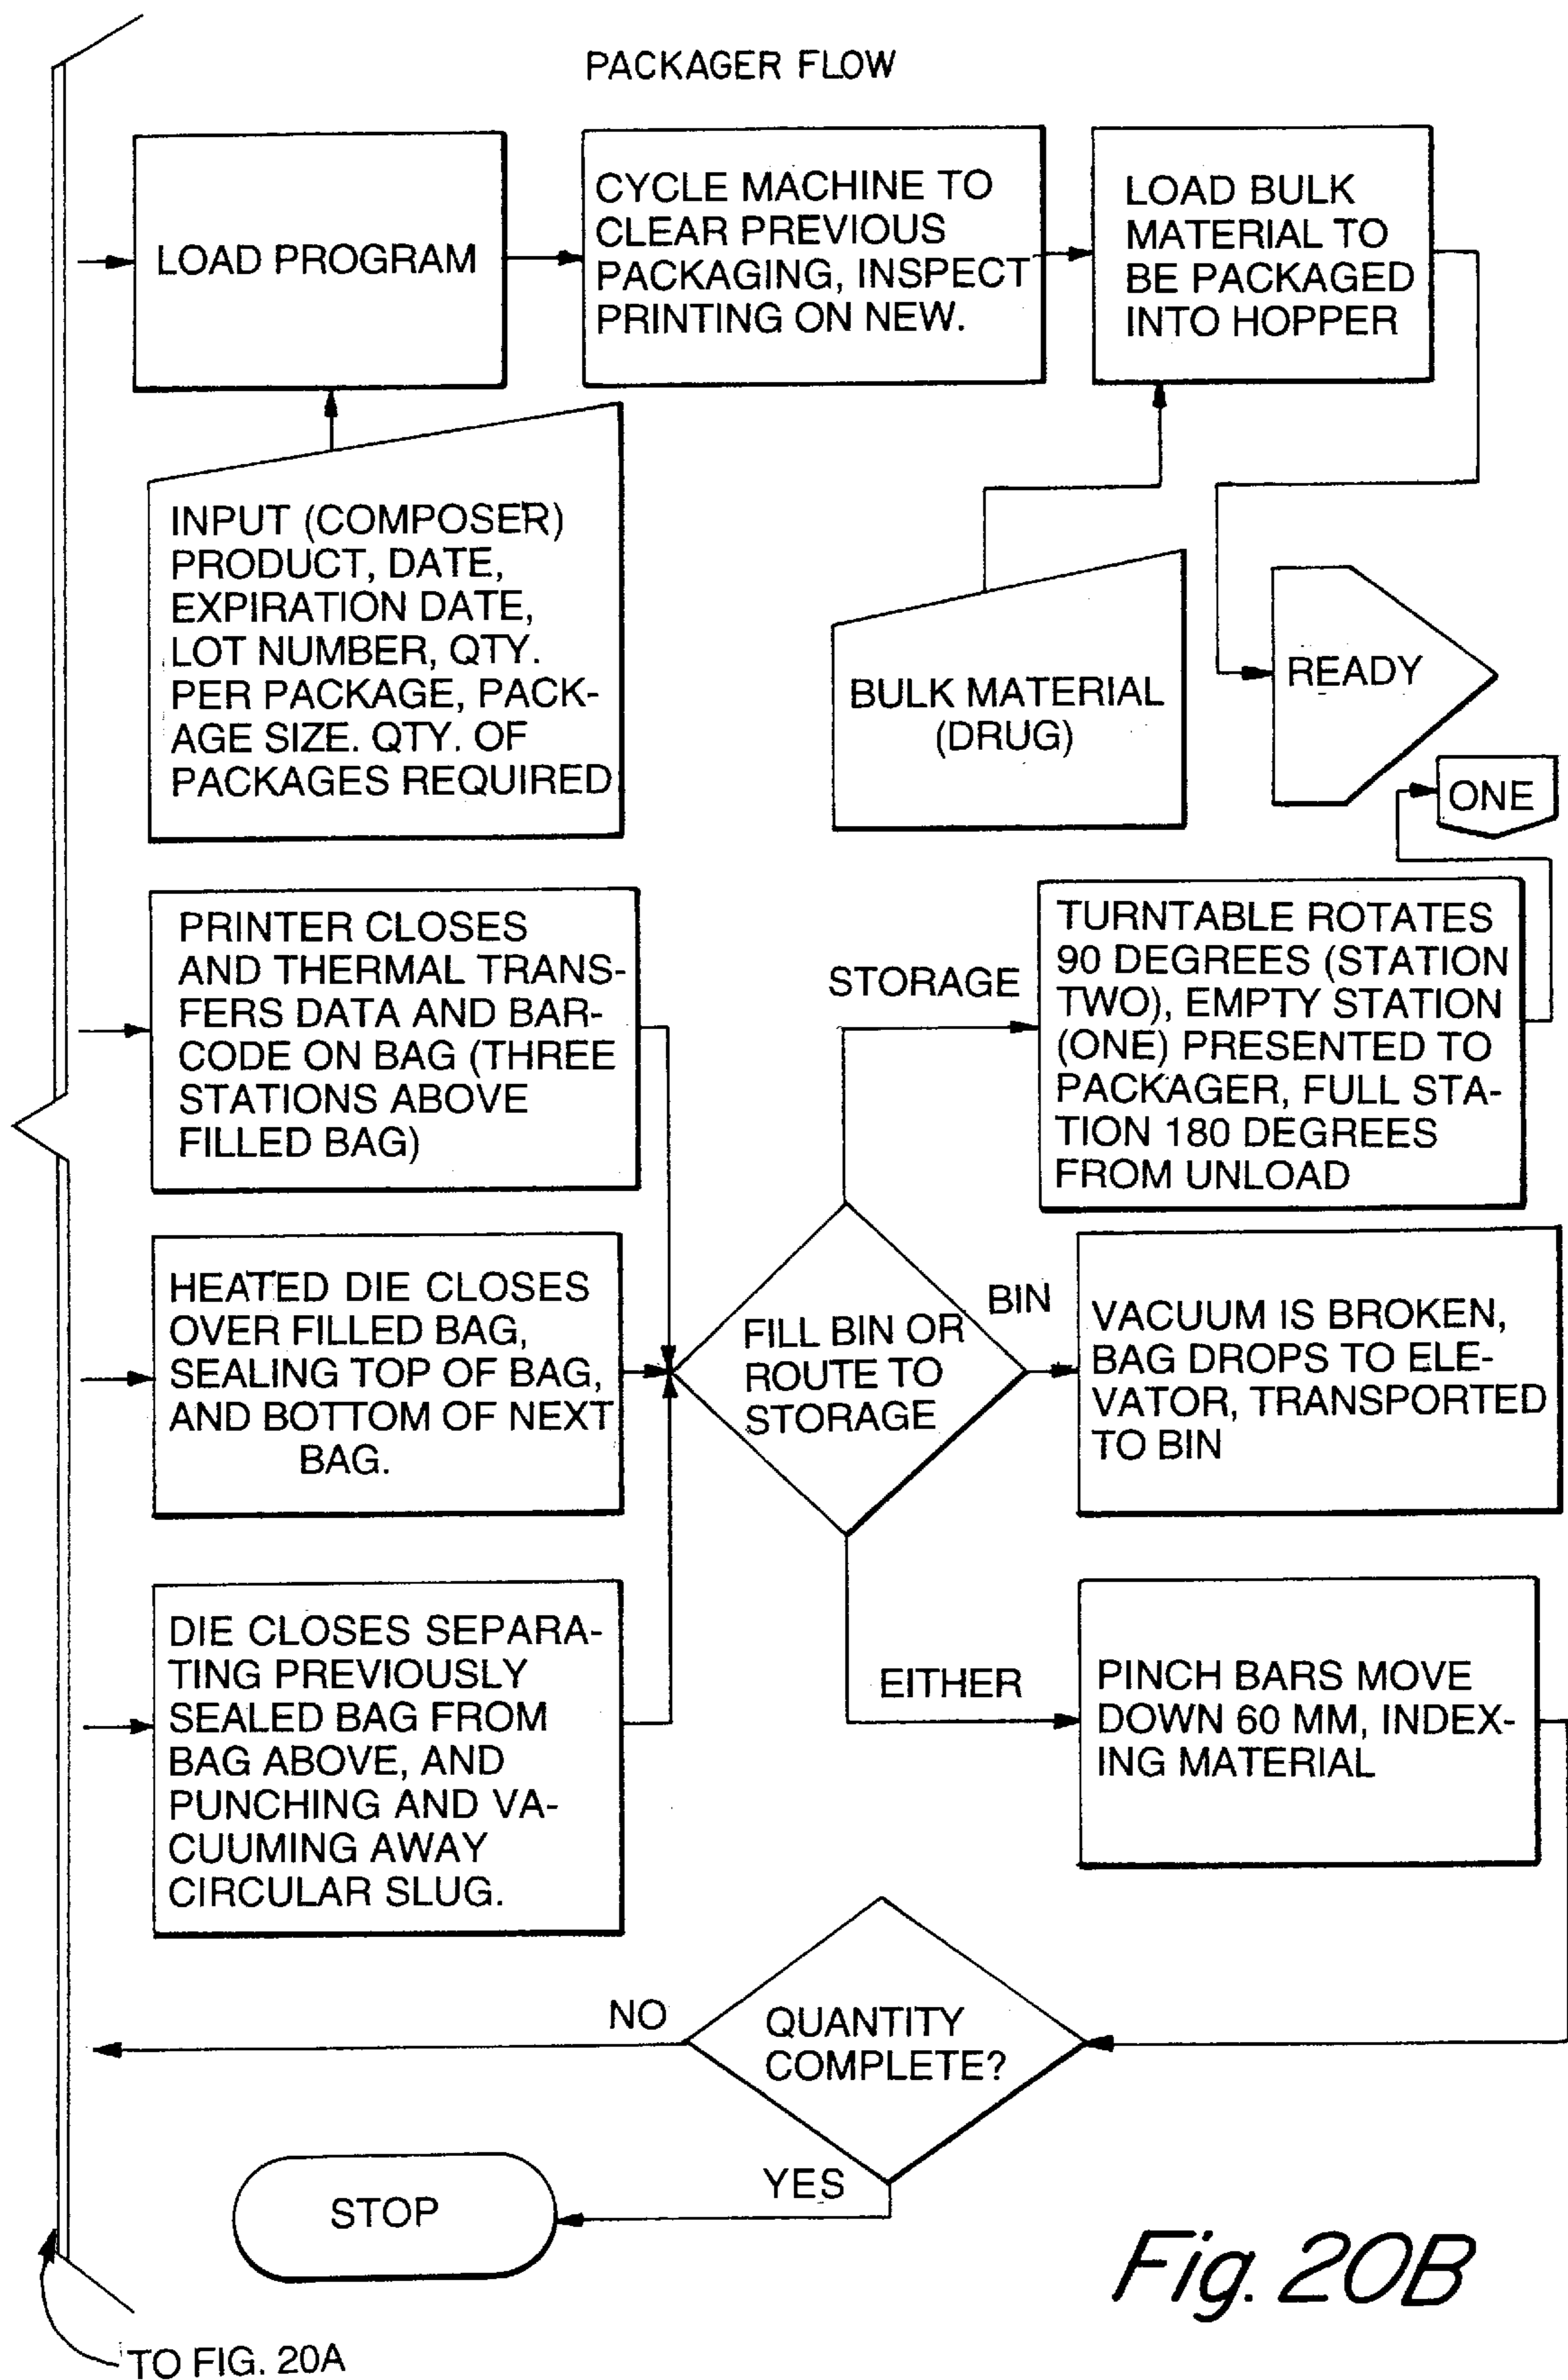 PACKAGER FLOW
LOAD PROGRAM
CYCLE MACHINE TO
CLEAR PREVIOUS
PACKAGING, INSPECT
PRINTING ON NEW.
LOAD BULK
MATERIAL TO
BE PACKAGED
INTO HOPPER
INPUT (COMPOSER)
PRODUCT, DATE,
EXPIRATION DATE,
LOT NUMBER, QTY.
PER PACKAGE, PACK-
AGE SIZE. QTY. OF
PACKAGES REQUIRED
BULK MATERIAL
(DRUG)
READY
ONE
PRINTER CLOSES
AND THERMAL TRANS-
FERS DATA AND BAR-
CODE ON BAG (THREE
STATIONS ABOVE
FILLED BAG)
STORAGE
TURNTABLE ROTATES
90 DEGREES (STATION
TWO), EMPTY STATION
(ONE) PRESENTED TO
PACKAGER, FULL STA-
TION 180 DEGREES
FROM UNLOAD
HEATED DIE CLOSES
OVER FILLED BAG,
SEALING TOP OF BAG,
AND BOTTOM OF NEXT
BAG.
FILL BIN OR
ROUTE TO
STORAGE
BIN
VACUUM IS BROKEN,
BAG DROPS TO ELE-
VATOR, TRANSPORTED
TO BIN
DIE CLOSES SEPARA-
TING PREVIOUSLY
SEALED BAG FROM
BAG ABOVE, AND
PUNCHING AND VA-
CUUMING AWAY
CIRCULAR SLUG.
EITHER
PINCH BARS MOVE
DOWN 60 MM, INDEX-
ING MATERIAL
NO
QUANTITY
COMPLETE?
YES
STOP
Fig. 20B
TO FIG. 20A